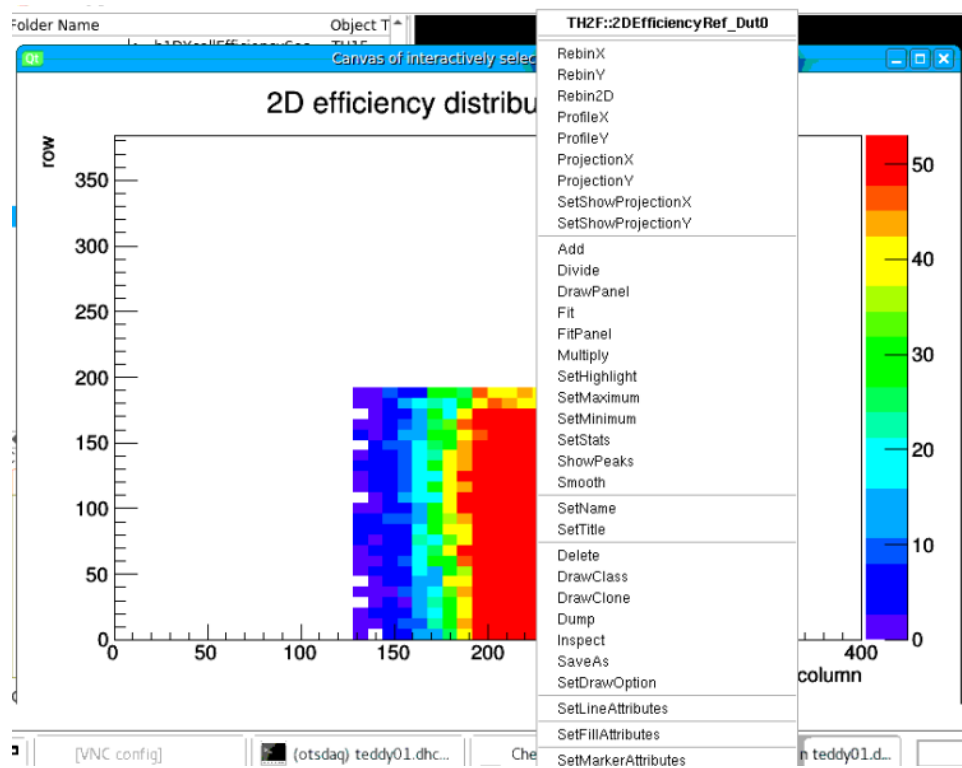 Folder Name
Object T
TH2F::2DEfficiencyRef_Dut0
Qt
Canvas of interactively selec
RebinX
RebinY
Rebin2D
ProfileX
ProfileY
ProjectionX
ProjectionY
SetShowProjectionX
SetShowProjectionY
Add
Divide
DrawPanel
Fit
FitPanel
Multiply
SetHighlight
SetMaximum
SetMinimum
SetStats
ShowPeaks
Smooth
SetName
SetTitle
Delete
DrawClass
DrawClone
Dump
Inspect
SaveAs
SetDrawOption
SetLineAttributes
SetFillAttributes
SetMarkerAttributes
2D efficiency distribu
row
350
300
250
200
150
100
50
0
0
50
100
150
200
400
column
50
40
30
20
10
0
[VNC config]
(otsdaq) teddy01.dhc...
Che
n teddy01.d...